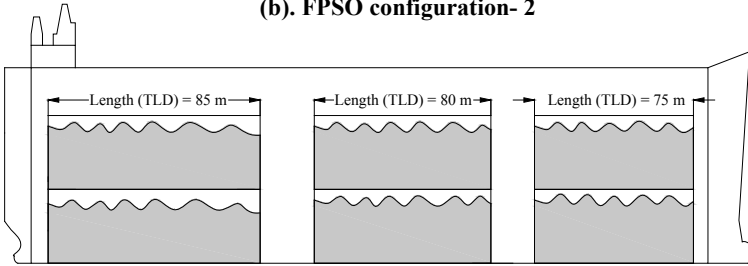 (b). FPSO configuration- 2
Length (TLD) = 85 m
Length (TLD) = 80 m
Length (TLD) = 75 m